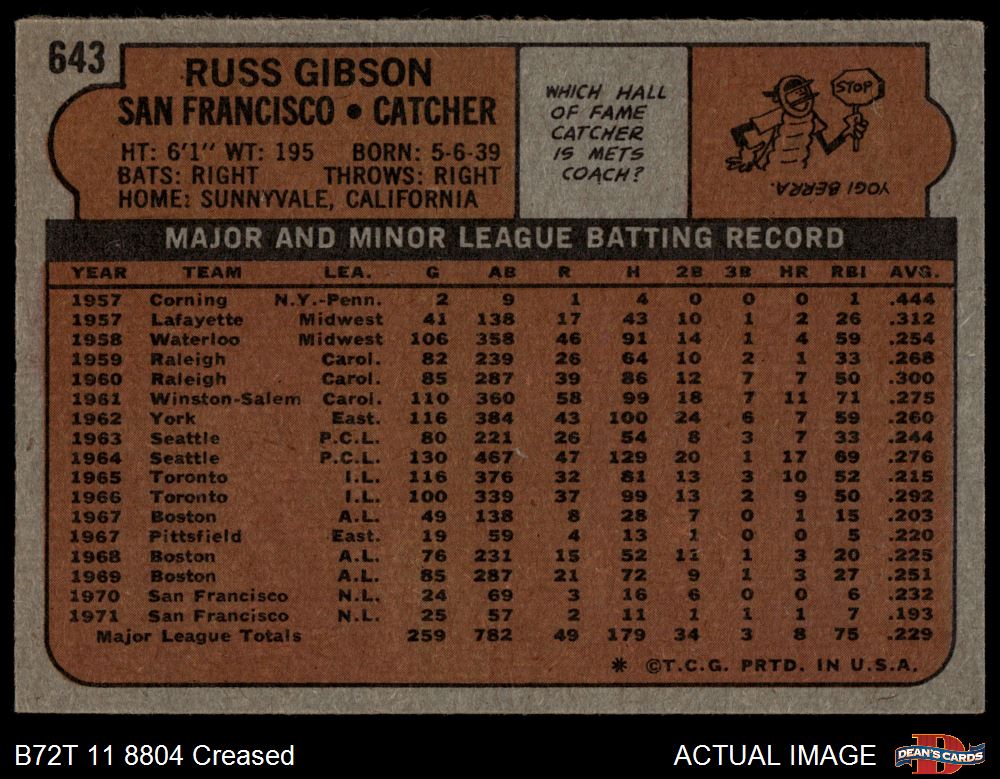 643
RUSS GIBSON
SAN FRANCISCO • CATCHER
HT: 6'1" WT: 195 BORN: 5-6-39
BATS: RIGHT THROWS: RIGHT
HOME: SUNNYVALE, CALIFORNIA
WHICH HALL
OF FAME
CATCHER
IS METS
COACH?
STOP
YOGI BERRA.
MAJOR AND MINOR LEAGUE BATTING RECORD
YEAR TEAM LEA. G AB R H 2B 3B HR RBI AVG.
1957 Corning N.Y.-Penn. 2 9 1 4 0 0 0 1 .444
1957 Lafayette Midwest 41 138 17 43 10 1 2 26 .312
1958 Waterloo Midwest 106 358 46 91 14 1 4 59 .254
1959 Raleigh Carol. 82 239 26 64 10 2 1 33 .268
1960 Raleigh Carol. 85 287 39 86 12 7 7 50 .300
1961 Winston-Salem Carol. 110 360 58 99 18 7 11 71 .275
1962 York East. 116 384 43 100 24 6 7 59 .260
1963 Seattle P.C.L. 80 221 26 54 8 3 7 33 .244
1964 Seattle P.C.L. 130 467 47 129 20 1 17 69 .276
1965 Toronto I.L. 116 376 32 81 13 3 10 52 .215
1966 Toronto I.L. 100 339 37 99 13 2 9 50 .292
1967 Boston A.L. 49 138 8 28 7 0 1 15 .203
1967 Pittsfield East. 19 59 4 13 1 0 0 5 .220
1968 Boston A.L. 76 231 15 52 11 1 3 20 .225
1969 Boston A.L. 85 287 21 72 9 1 3 27 .251
1970 San Francisco N.L. 24 69 3 16 6 0 0 6 .232
1971 San Francisco N.L. 25 57 2 11 1 1 1 7 .193
Major League Totals 259 782 49 179 34 3 8 75 .229
* ©T.C.G. PRTD. IN U.S.A.
B72T 11 8804 Creased
ACTUAL IMAGE
DEAN'S CARDS